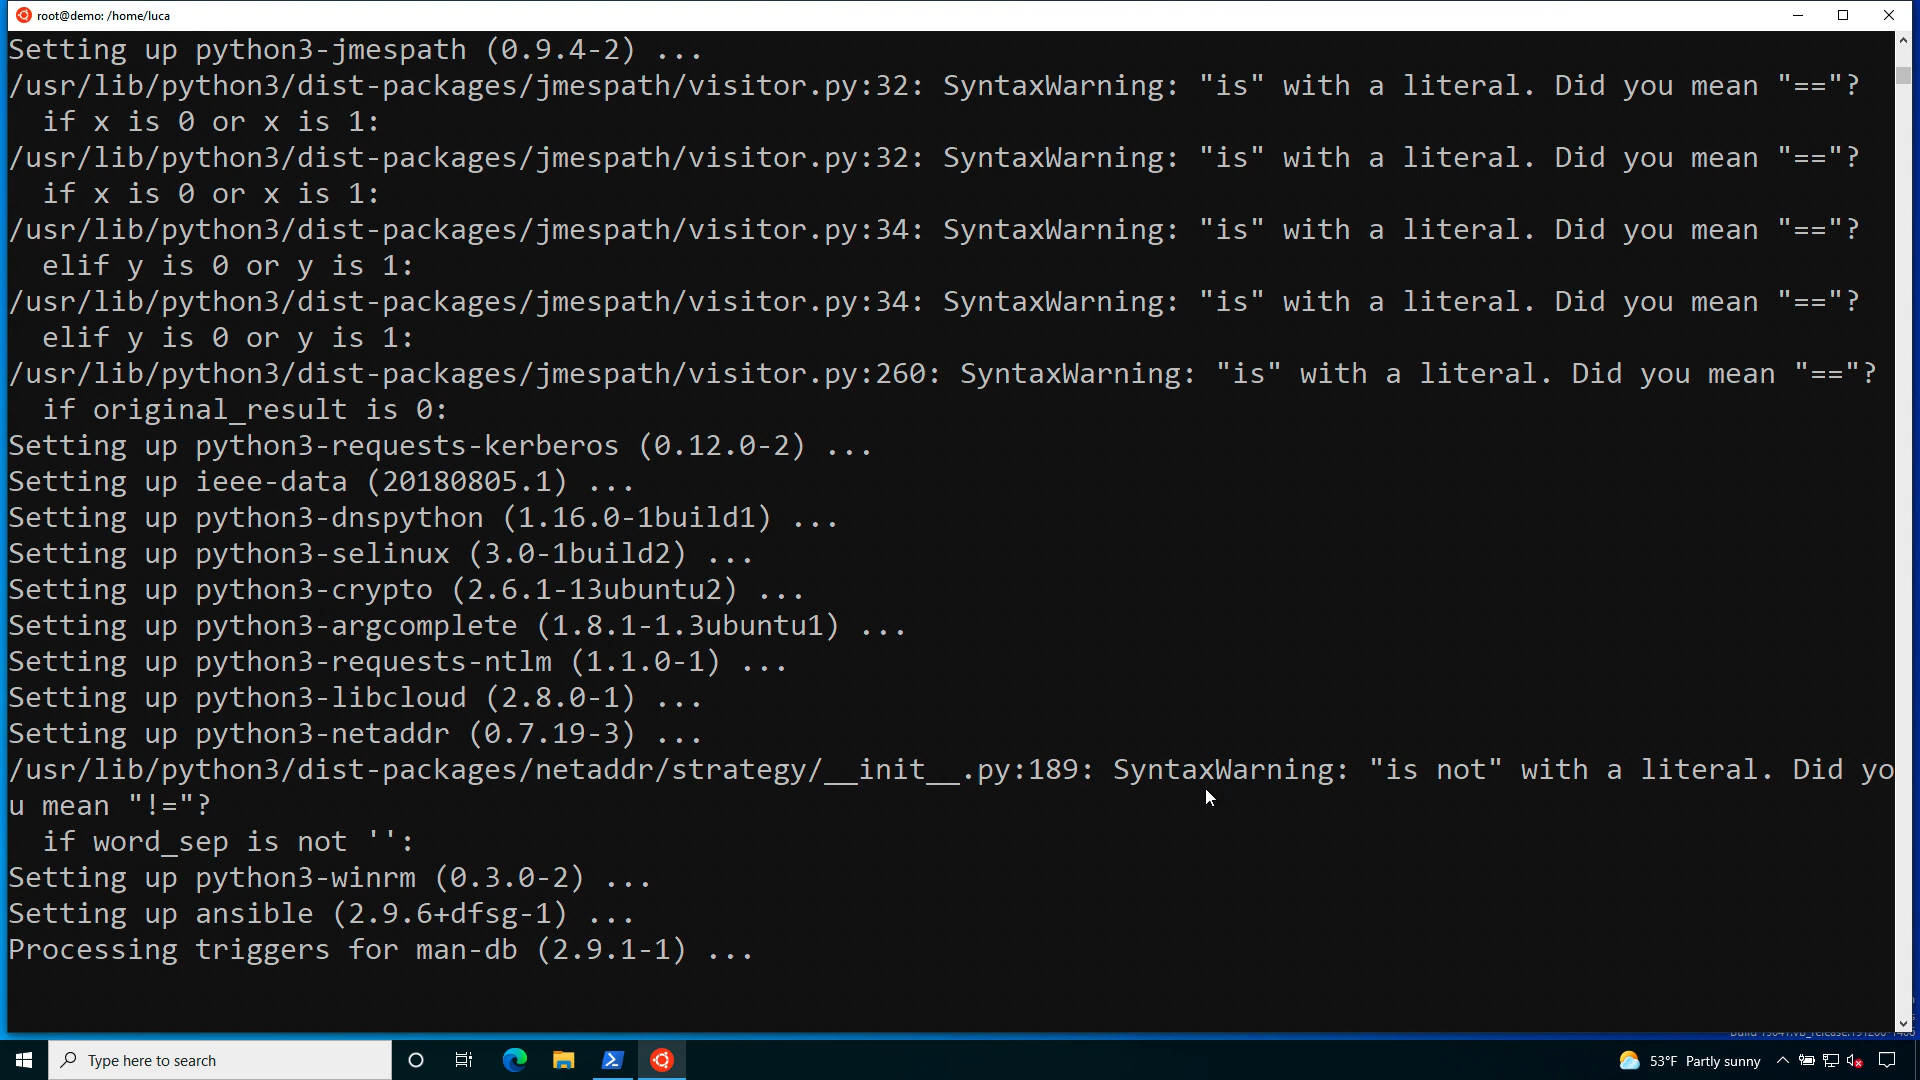 root@demo: /home/luca
Setting up python3-jmespath (0.9.4-2) ...
/usr/lib/python3/dist-packages/jmespath/visitor.py:32: SyntaxWarning: "is" with a literal. Did you mean "=="?
  if x is 0 or x is 1:
/usr/lib/python3/dist-packages/jmespath/visitor.py:32: SyntaxWarning: "is" with a literal. Did you mean "=="?
  if x is 0 or x is 1:
/usr/lib/python3/dist-packages/jmespath/visitor.py:34: SyntaxWarning: "is" with a literal. Did you mean "=="?
  elif y is 0 or y is 1:
/usr/lib/python3/dist-packages/jmespath/visitor.py:34: SyntaxWarning: "is" with a literal. Did you mean "=="?
  elif y is 0 or y is 1:
/usr/lib/python3/dist-packages/jmespath/visitor.py:260: SyntaxWarning: "is" with a literal. Did you mean "=="?
  if original_result is 0:
Setting up python3-requests-kerberos (0.12.0-2) ...
Setting up ieee-data (20180805.1) ...
Setting up python3-dnspython (1.16.0-1build1) ...
Setting up python3-selinux (3.0-1build2) ...
Setting up python3-crypto (2.6.1-13ubuntu2) ...
Setting up python3-argcomplete (1.8.1-1.3ubuntu1) ...
Setting up python3-requests-ntlm (1.1.0-1) ...
Setting up python3-libcloud (2.8.0-1) ...
Setting up python3-netaddr (0.7.19-3) ...
/usr/lib/python3/dist-packages/netaddr/strategy/__init__.py:189: SyntaxWarning: "is not" with a literal. Did yo
u mean "!="?
  if word_sep is not '':
Setting up python3-winrm (0.3.0-2) ...
Setting up ansible (2.9.6+dfsg-1) ...
Processing triggers for man-db (2.9.1-1) ...
Type here to search
53°F Partly sunny